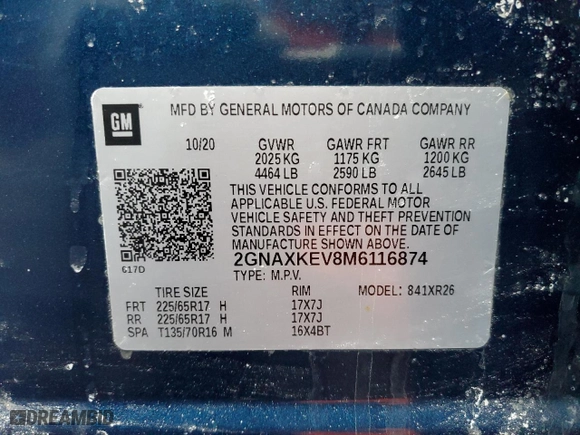 GM
MFD BY GENERAL MOTORS OF CANADA COMPANY
10/20 GVWR GAWR FRT GAWR RR
2025 KG 1175 KG 1200 KG
4464 LB 2590 LB 2645 LB
THIS VEHICLE CONFORMS TO ALL
APPLICABLE U.S. FEDERAL MOTOR
VEHICLE SAFETY AND THEFT PREVENTION
STANDARDS IN EFFECT ON THE DATE OF
MANUFACTURE SHOWN ABOVE.
617D 2GNAXKEV8M6116874
TYPE: M.P.V.
TIRE SIZE RIM MODEL: 841XR26
FRT 225/65R17 H 17X7J
RR 225/65R17 H 17X7J
SPA T135/70R16 M 16X4BT
DREAMBID